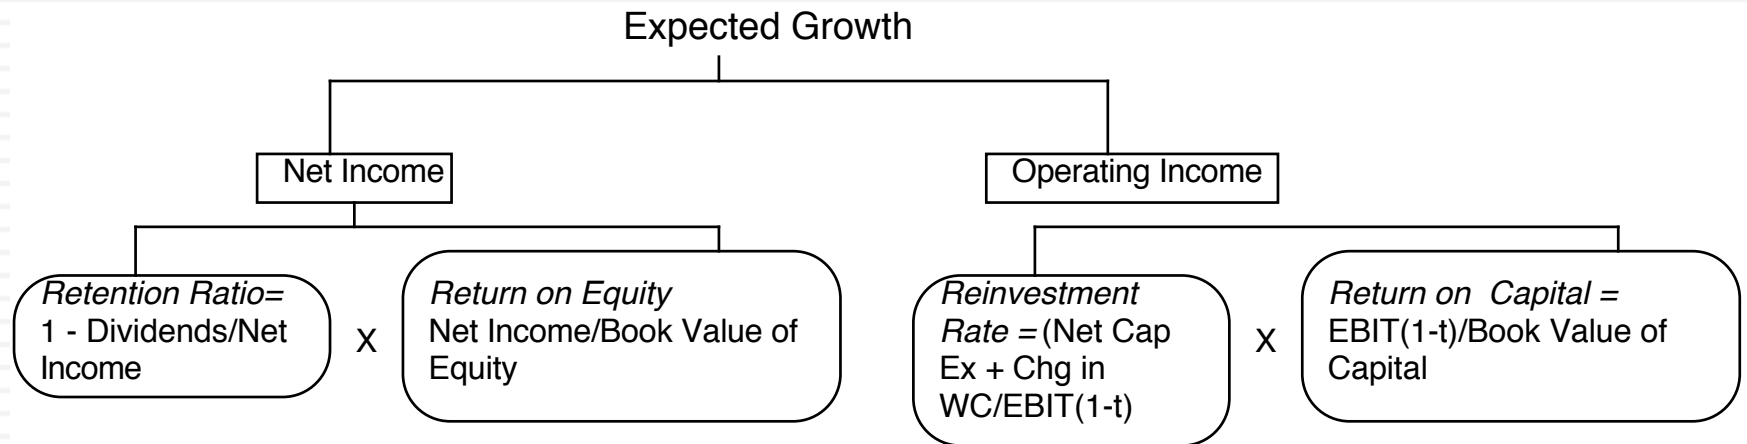 Expected Growth
Net Income
Operating Income
Retention Ratio=
1 - Dividends/Net
Income
X
Return on Equity
Net Income/Book Value of
Equity
Reinvestment
Rate = (Net Cap
Ex + Chg in
WC/EBIT(1-t)
X
Return on Capital =
EBIT(1-t)/Book Value of
Capital